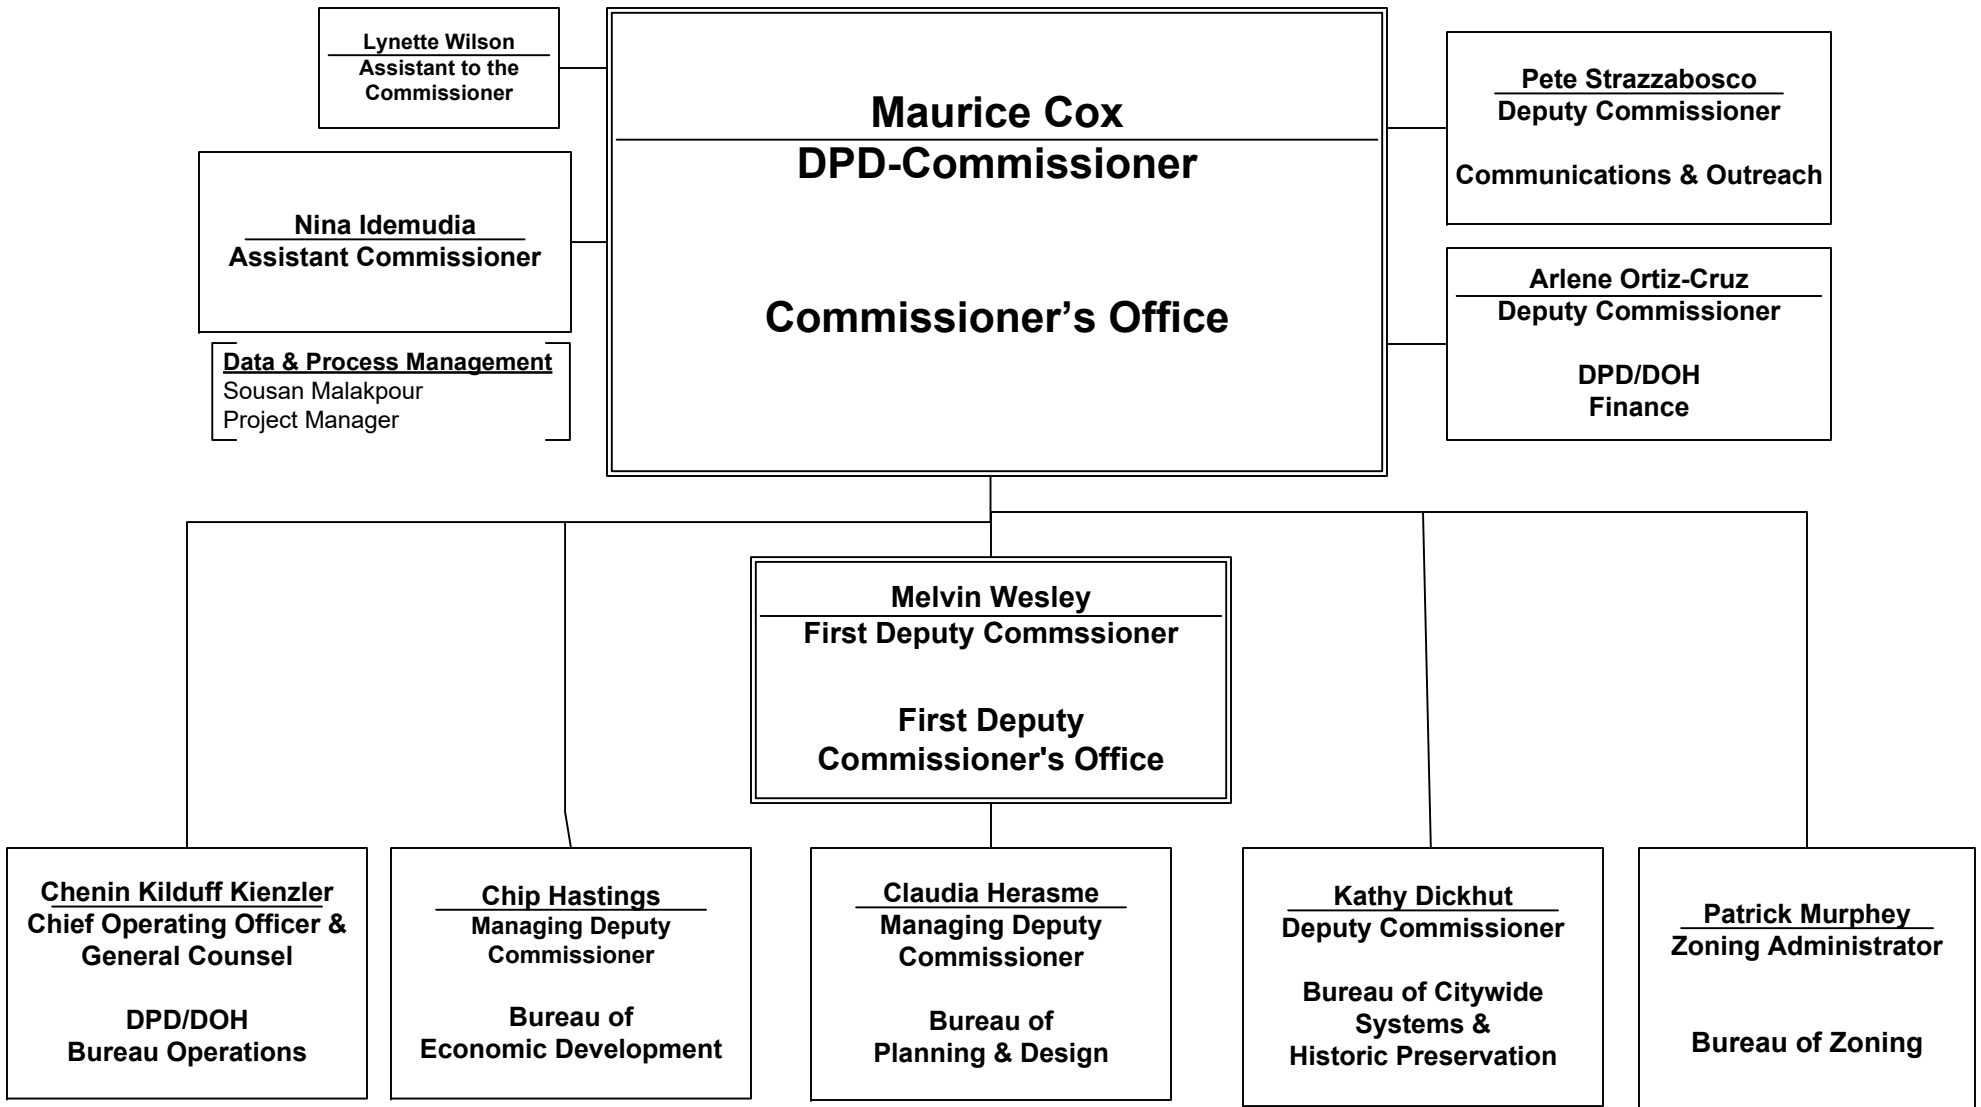 Lynette Wilson
Assistant to the
Commissioner
Nina Idemudia
Assistant Commissioner
Data & Process Management
Sousan Malakpour
Project Manager
Maurice Cox
DPD-Commissioner
Commissioner’s Office
Pete Strazzabosco
Deputy Commissioner
Communications & Outreach
Arlene Ortiz-Cruz
Deputy Commissioner
DPD/DOH
Finance
Melvin Wesley
First Deputy Commssioner
First Deputy
Commissioner's Office
Chenin Kilduff Kienzler
Chief Operating Officer &
General Counsel
DPD/DOH
Bureau Operations
Chip Hastings
Managing Deputy
Commissioner
Bureau of
Economic Development
Claudia Herasme
Managing Deputy
Commissioner
Bureau of
Planning & Design
Kathy Dickhut
Deputy Commissioner
Bureau of Citywide
Systems &
Historic Preservation
Patrick Murphey
Zoning Administrator
Bureau of Zoning